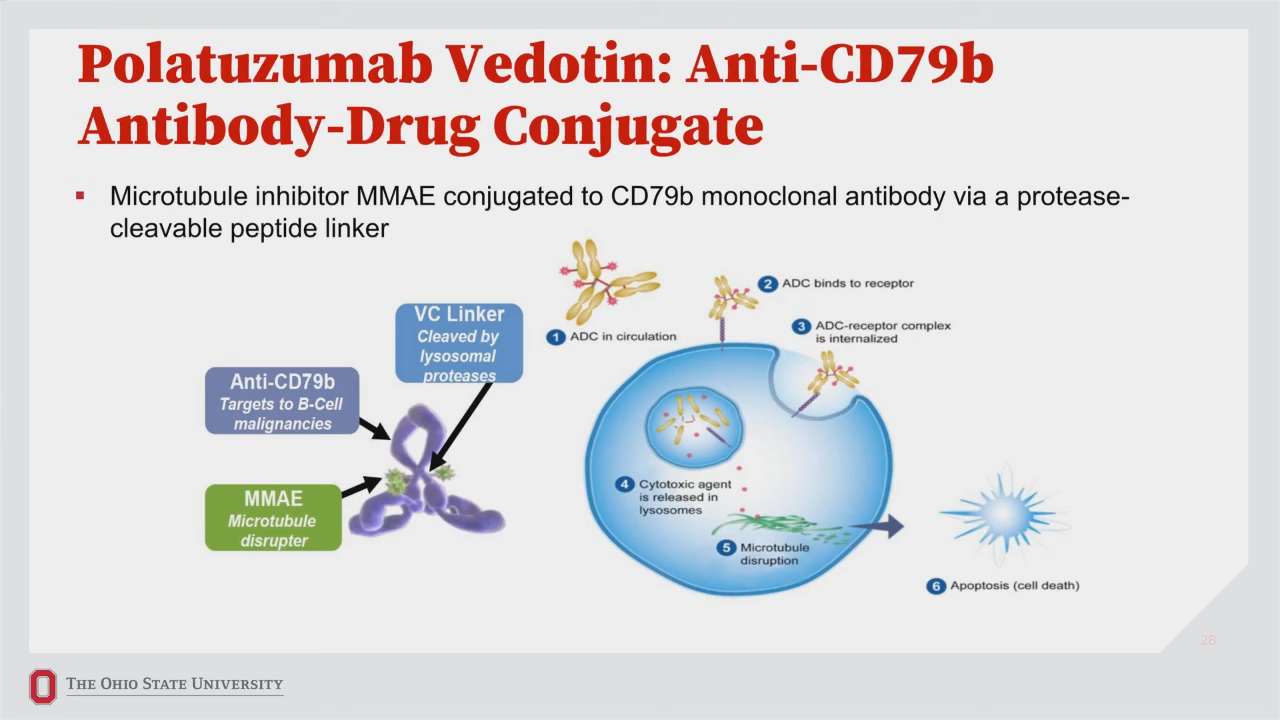 Polatuzumab Vedotin: Anti-CD79b
Antibody-Drug Conjugate
Microtubule inhibitor MMAE conjugated to CD79b monoclonal antibody via a protease-
cleavable peptide linker
VC Linker
Cleaved by
lysosomal
proteases
Anti-CD79b
Targets to B-Cell
malignancies
MMAE
Microtubule
disrupter
1 ADC in circulation
2 ADC binds to receptor
3 ADC-receptor complex
is internalized
4 Cytotoxic agent
is released in
lysosomes
5 Microtubule
disruption
6 Apoptosis (cell death)
28
THE OHIO STATE UNIVERSITY